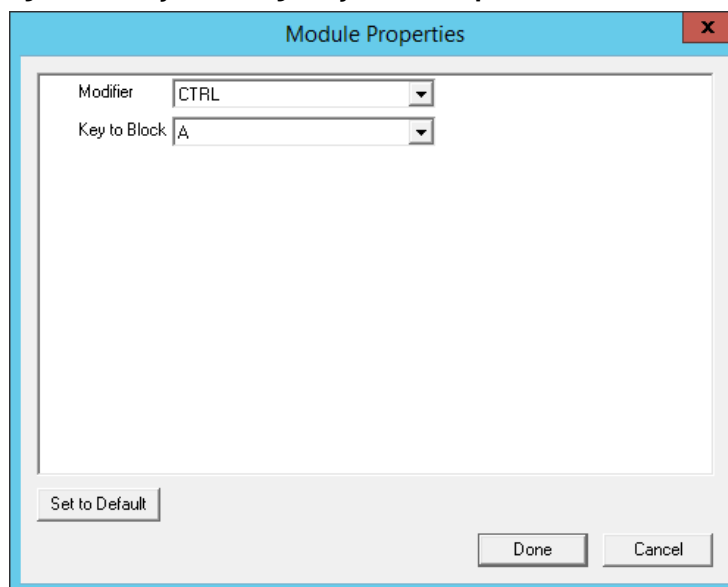 Module Properties
x
Modifier CTRL
Key to Block A
Set to Default
Done Cancel